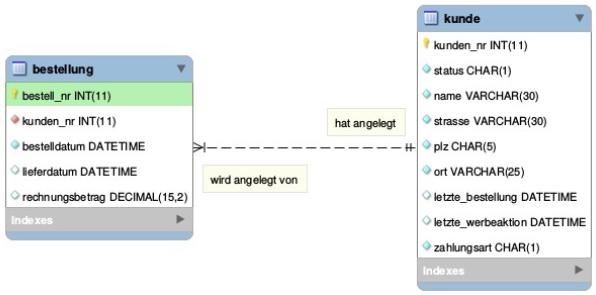 bestellung
bestell_nr INT(11)
kunden_nr INT(11)
bestelldatum DATETIME
lieferdatum DATETIME
rechnungsbetrag DECIMAL(15,2)
Indexes
hat angelegt
wird angelegt von
kunde
kunden_nr INT(11)
status CHAR(1)
name VARCHAR(30)
strasse VARCHAR(30)
plz CHAR(5)
ort VARCHAR(25)
letzte_bestellung DATETIME
letzte_werbeaktion DATETIME
zahlungsart CHAR(1)
Indexes